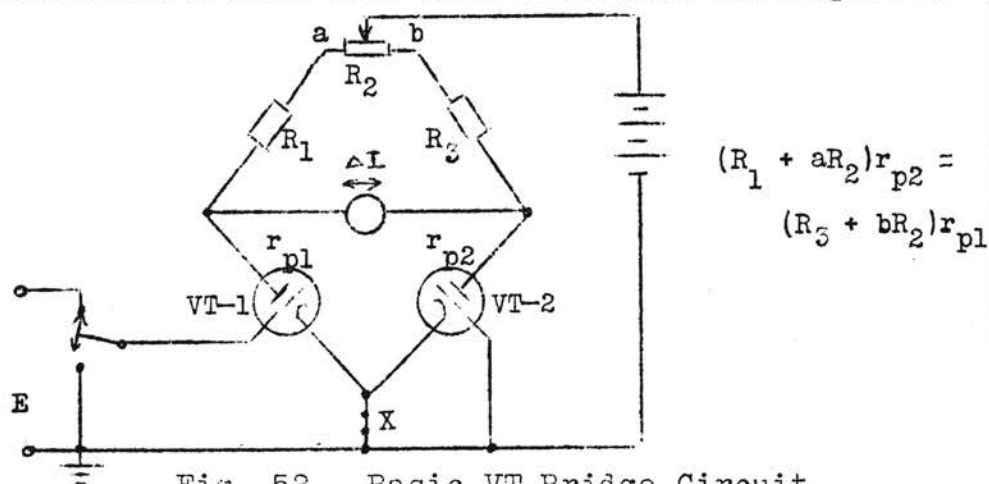 a b
R2
R1
R3
ΔI
(R1 + aR2)rp2 =
(R3 + bR2)rp1
rp1
rp2
VT-1
VT-2
E
X
Fig. 52 Basic VT Bridge Circuit